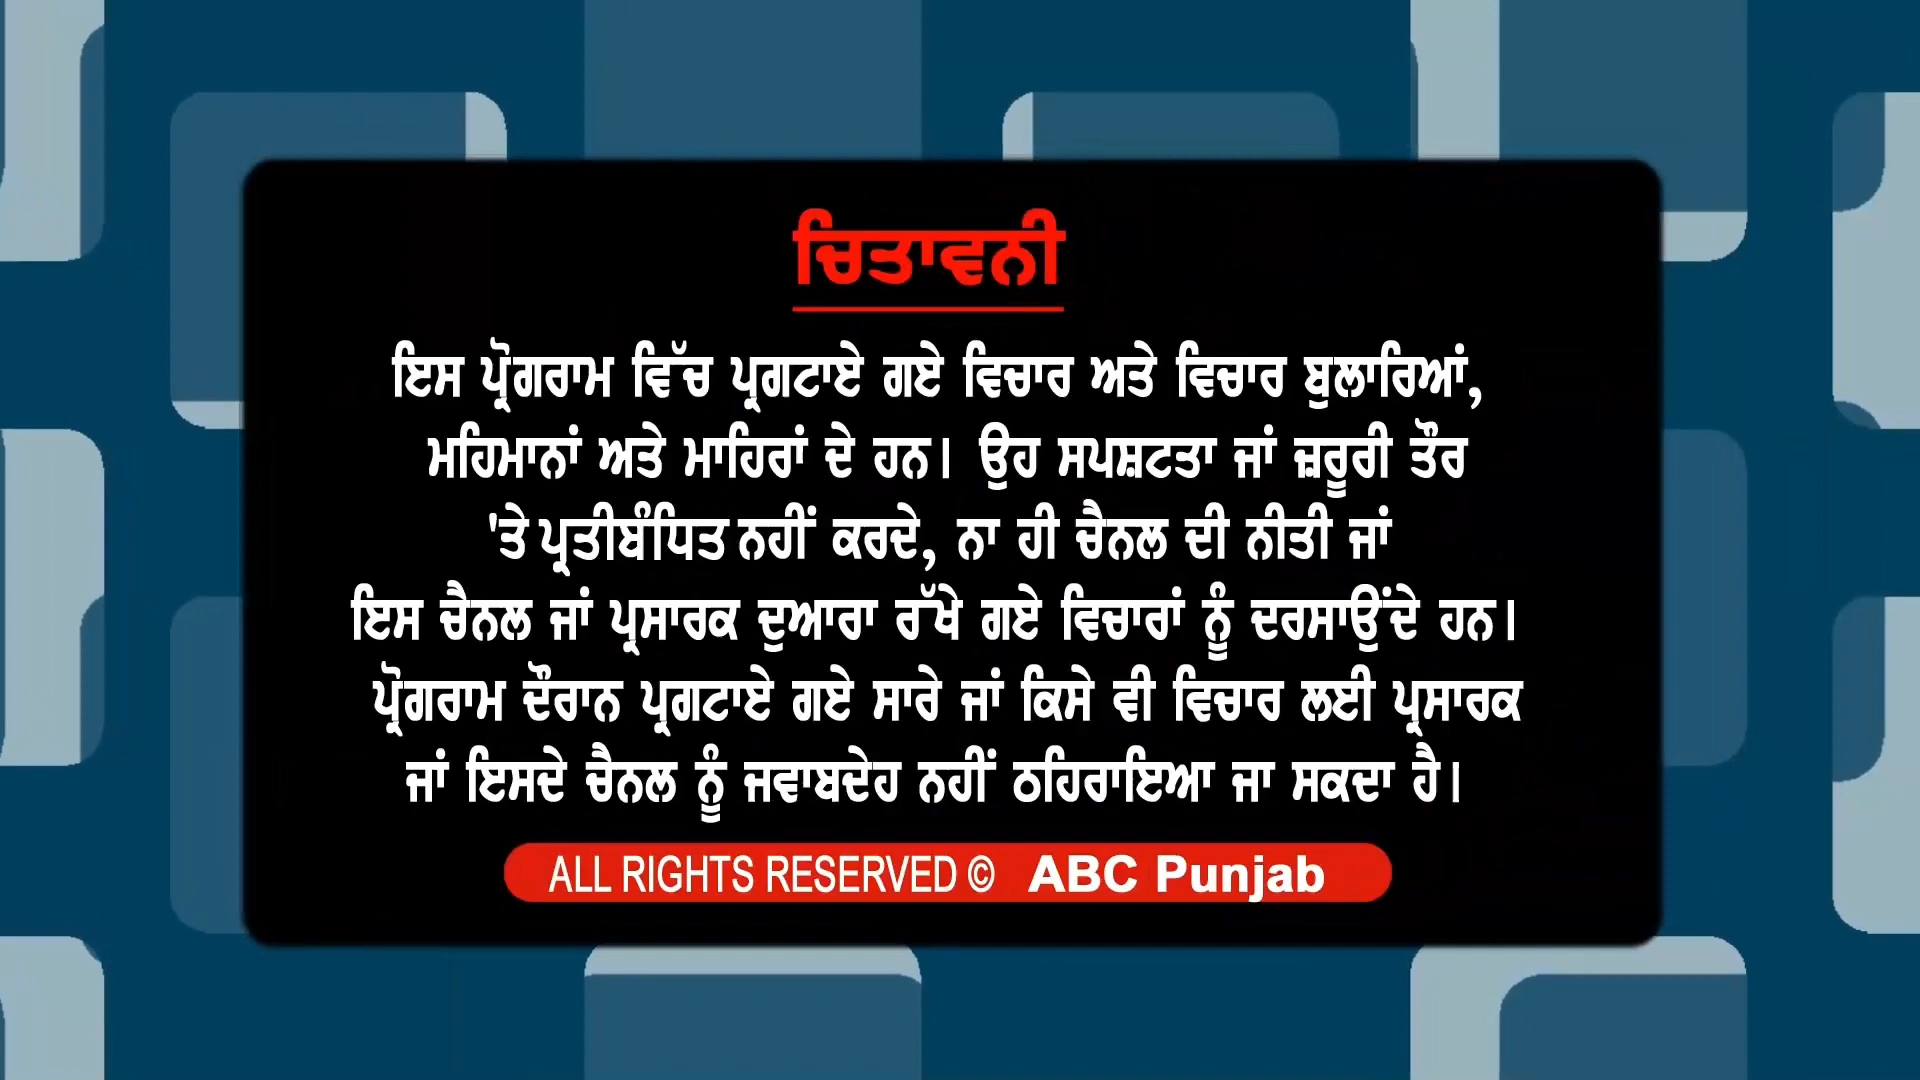 ਚਿਤਾਵਨੀ
ਇਸ ਪ੍ਰੋਗਰਾਮ ਵਿੱਚ ਪ੍ਰਗਟਾਏ ਗਏ ਵਿਚਾਰ ਅਤੇ ਵਿਚਾਰ ਬੁਲਾਰਿਆਂ,
ਮਹਿਮਾਨਾਂ ਅਤੇ ਮਾਹਿਰਾਂ ਦੇ ਹਨ। ਉਹ ਸਪਸ਼ਟਤਾ ਜਾਂ ਜ਼ਰੂਰੀ ਤੌਰ
'ਤੇ ਪ੍ਰਤੀਬੰਧਿਤ ਨਹੀਂ ਕਰਦੇ, ਨਾ ਹੀ ਚੈਨਲ ਦੀ ਨੀਤੀ ਜਾਂ
ਇਸ ਚੈਨਲ ਜਾਂ ਪ੍ਰਸਾਰਕ ਦੁਆਰਾ ਰੱਖੇ ਗਏ ਵਿਚਾਰਾਂ ਨੂੰ ਦਰਸਾਉਂਦੇ ਹਨ।
ਪ੍ਰੋਗਰਾਮ ਦੌਰਾਨ ਪ੍ਰਗਟਾਏ ਗਏ ਸਾਰੇ ਜਾਂ ਕਿਸੇ ਵੀ ਵਿਚਾਰ ਲਈ ਪ੍ਰਸਾਰਕ
ਜਾਂ ਇਸਦੇ ਚੈਨਲ ਨੂੰ ਜਵਾਬਦੇਹ ਨਹੀਂ ਠਹਿਰਾਇਆ ਜਾ ਸਕਦਾ ਹੈ।
ALL RIGHTS RESERVED © ABC Punjab